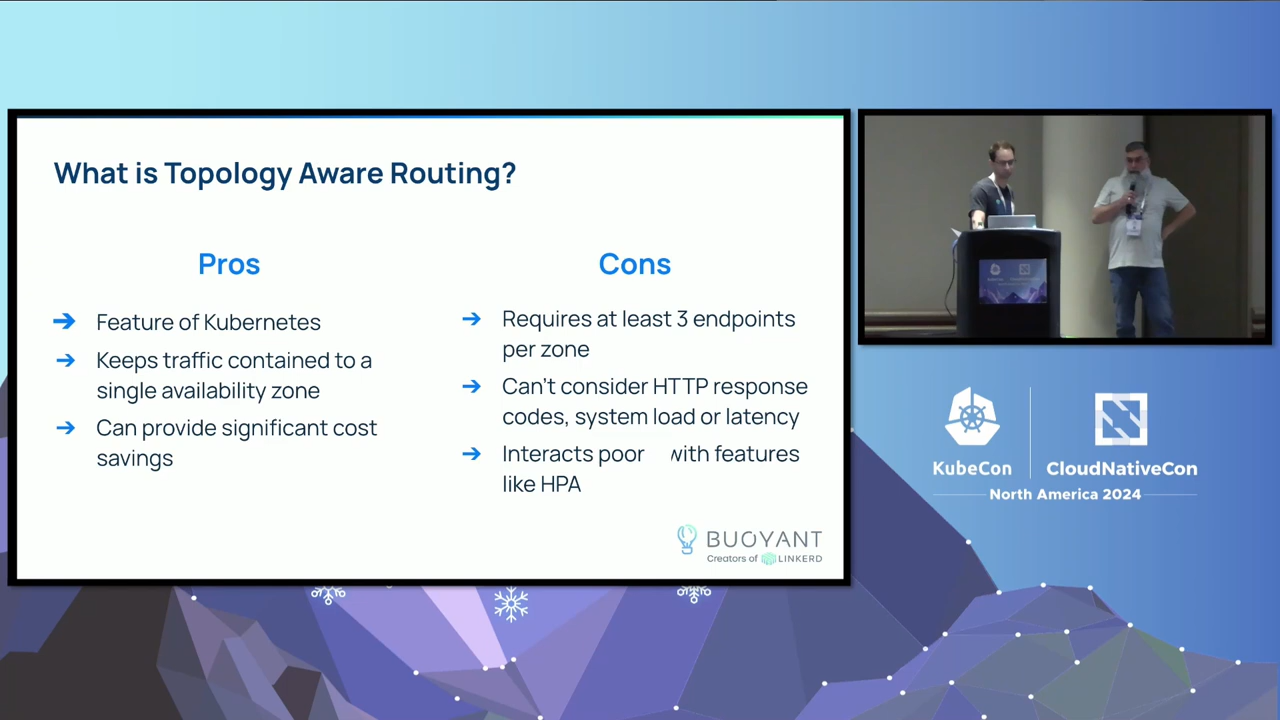 What is Topology Aware Routing?
Pros
➔ Feature of Kubernetes
➔ Keeps traffic contained to a
single availability zone
➔ Can provide significant cost
savings
Cons
➔ Requires at least 3 endpoints
per zone
➔ Can't consider HTTP response
codes, system load or latency
➔ Interacts poor with features
like HPA
BUOYANT
Creators of LINKERD
KubeCon
CloudNativeCon
North America 2024